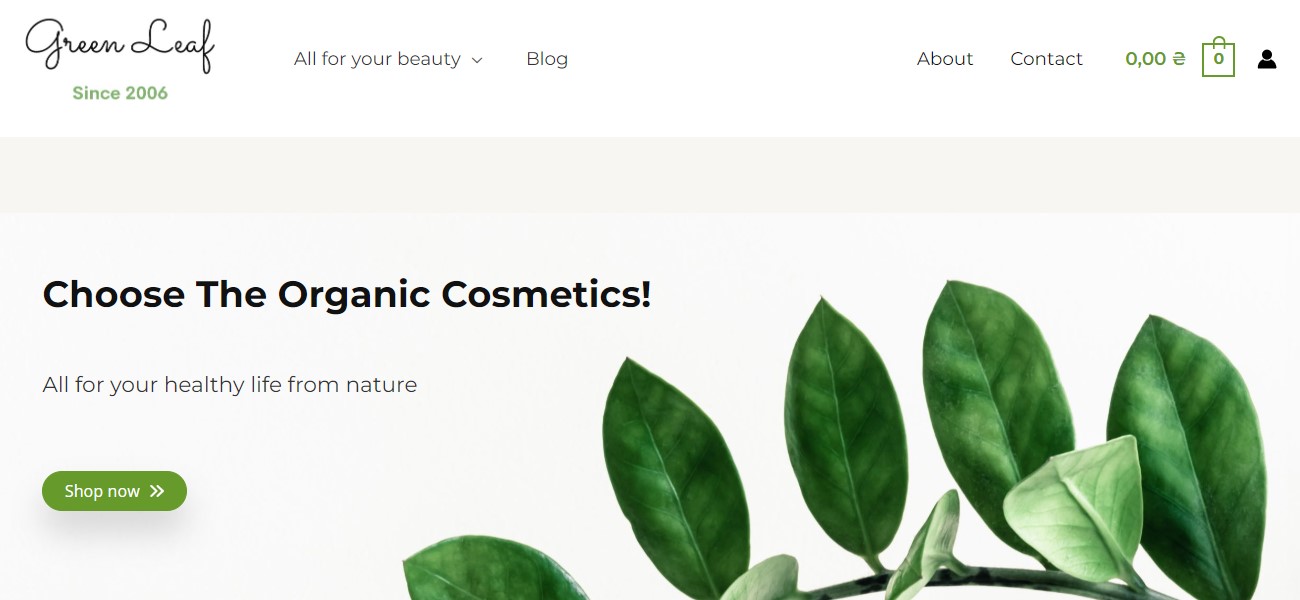 Green Leaf
Since 2006
All for your beauty
Blog
About
Contact
0,00 ₴
0
Choose The Organic Cosmetics!
All for your healthy life from nature
Shop now